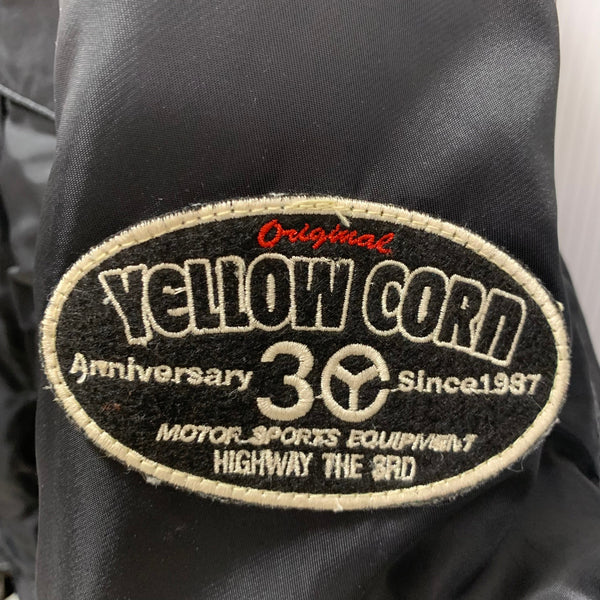 Original
YELLOW CORN
Anniversary 30 Since1987
MOTOR SPORTS EQUIPMENT
HIGHWAY THE 3RD